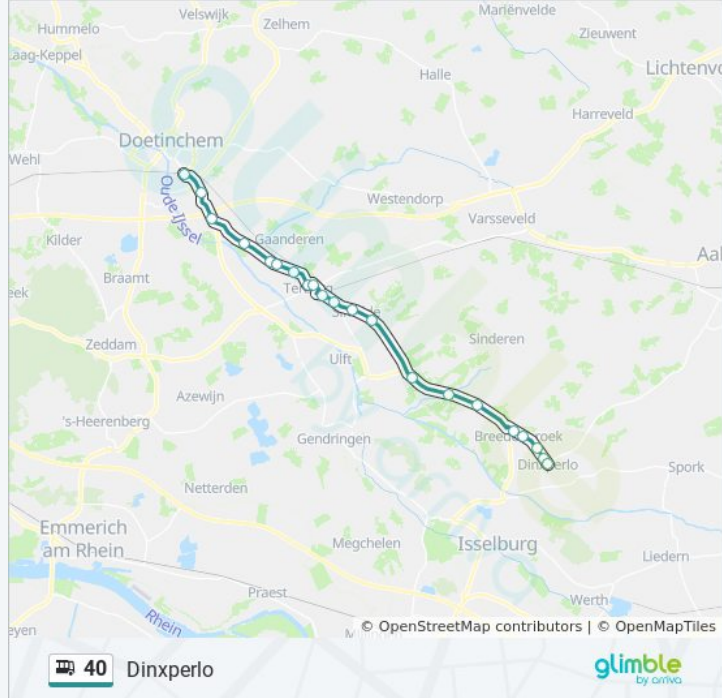 Velswijk
Mariënvelde
Hummelo
Zelhem
Zieuwent
Laag-Keppel
Halle
Lichtenvo
Harreveld
Doetinchem
Wehl
Westendorp
Oude IJssel
Varsseveld
Kilder
Gaanderen
Aal
Braamt
eek
Sinderen
Zeddam
Ulft
Azewijn
's-Heerenberg
Gendringen
Dinxperlo
Spork
Netterden
Emmerich
am Rhein
Megchelen
Isselburg
Liedern
Praest
Werth
Rhein
eyen
© OpenStreetMap contributors | © OpenMapTiles
40 Dinxperlo
glimble
by arriva